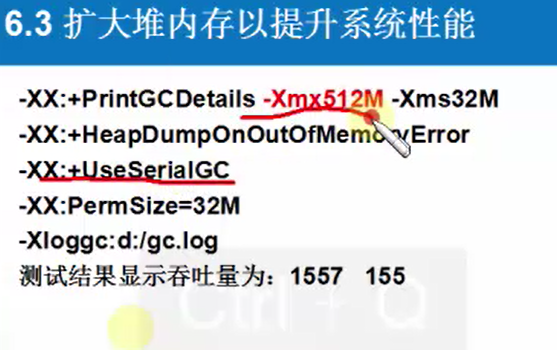 6.3 扩大堆内存以提升系统性能
-XX:+PrintGCDetails -Xmx512M -Xms32M
-XX:+HeapDumpOnOutOfMemoryError
-XX:+UseSerialGC
-XX:PermSize=32M
-Xloggc:d:/gc.log
测试结果显示吞吐量为：1557 155
Ctrl + Q